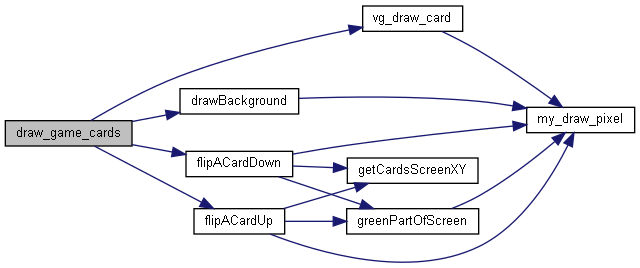 vg_draw_card
drawBackground
my_draw_pixel
draw_game_cards
flipACardDown
getCardsScreenXY
flipACardUp
greenPartOfScreen